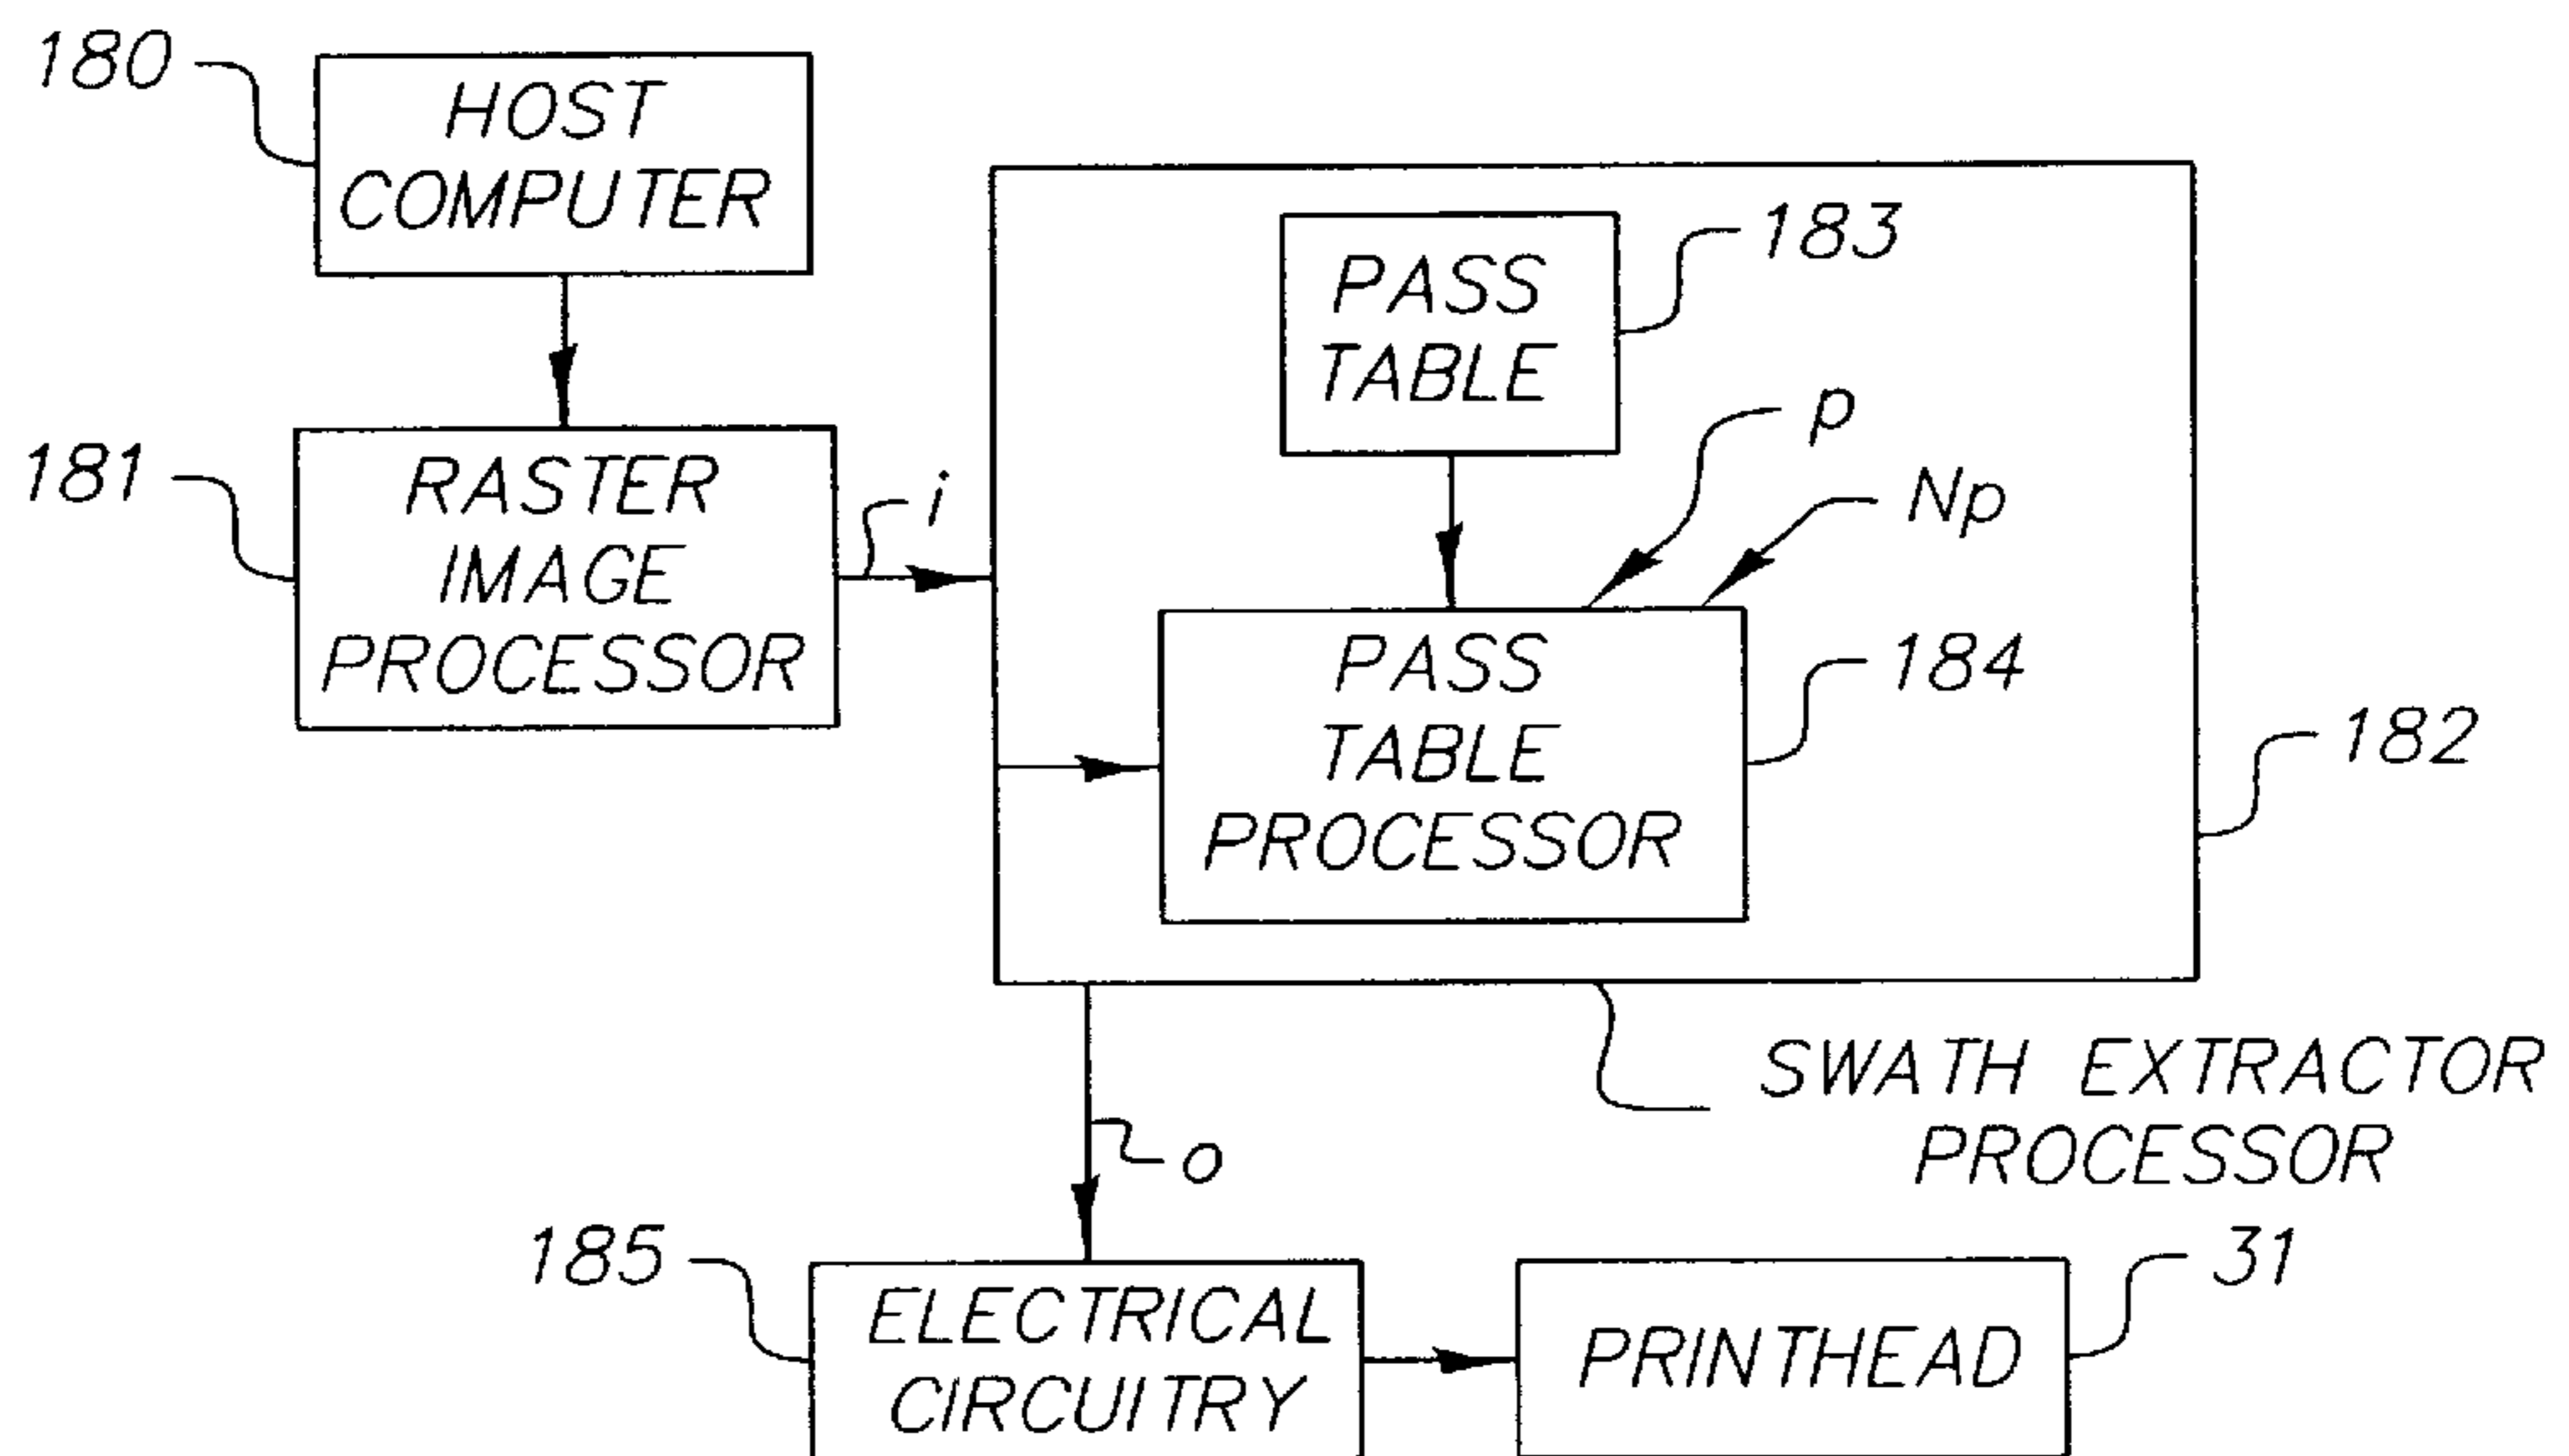 180
HOST
COMPUTER
183
PASS
TABLE
p
181
RASTER
IMAGE
PROCESSOR
i
Np
PASS
TABLE
PROCESSOR
184
182
SWATH EXTRACTOR
PROCESSOR
o
185
ELECTRICAL
CIRCUITRY
PRINTHEAD
31